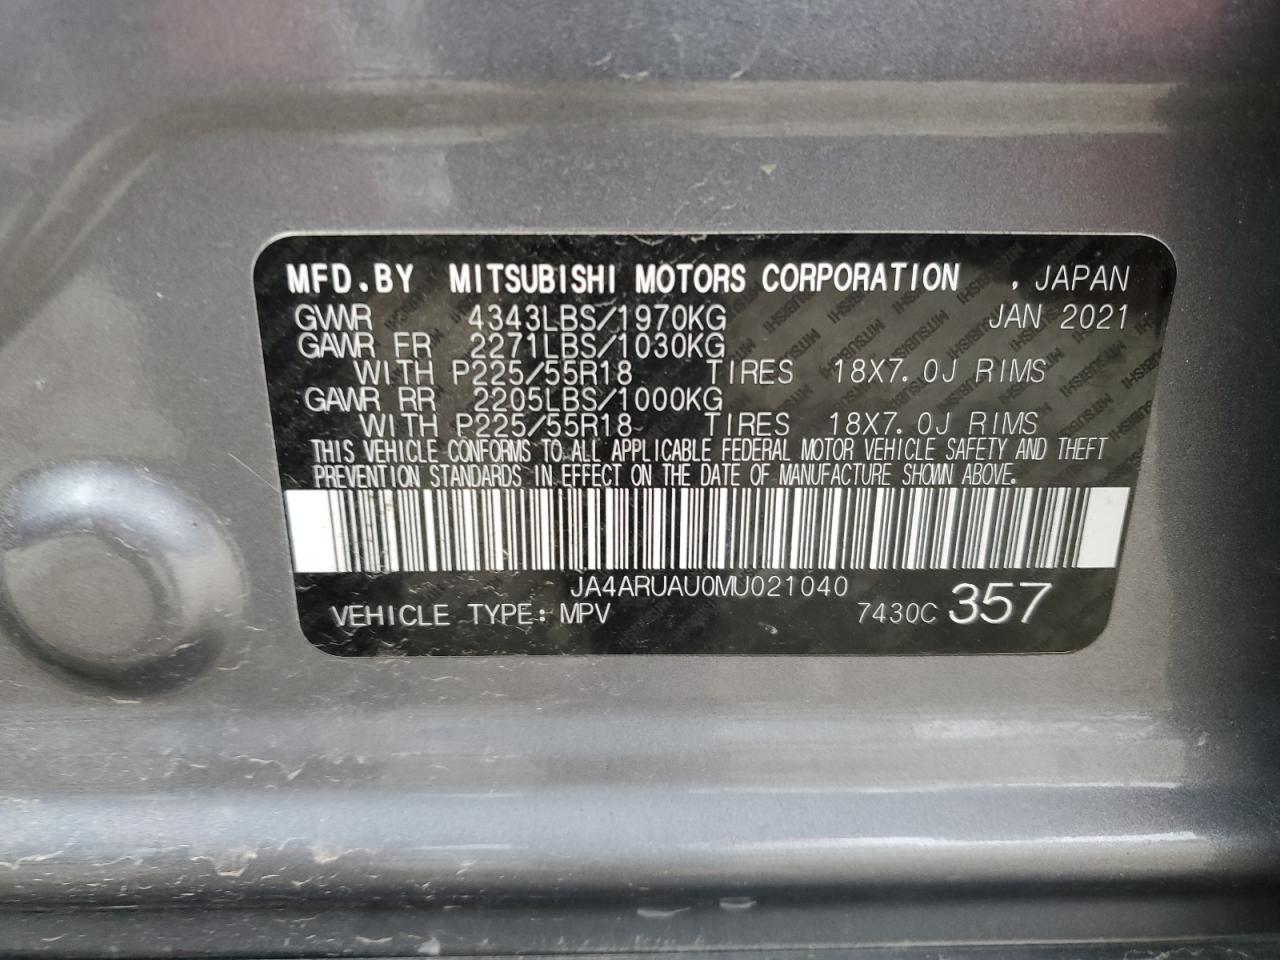 MFD.BY MITSUBISHI MOTORS CORPORATION , JAPAN
GVWR 4343LBS/1970KG JAN 2021
GAWR FR 2271LBS/1030KG
WITH P225/55R18 TIRES 18X7.0J RIMS
GAWR RR 2205LBS/1000KG
WITH P225/55R18 TIRES 18X7.0J RIMS
THIS VEHICLE CONFORMS TO ALL APPLICABLE FEDERAL MOTOR VEHICLE SAFETY AND THEFT
PREVENTION STANDARDS IN EFFECT ON THE DATE OF MANUFACTURE SHOWN ABOVE.
JA4ARUAU0MU021040
VEHICLE TYPE: MPV 7430C 357